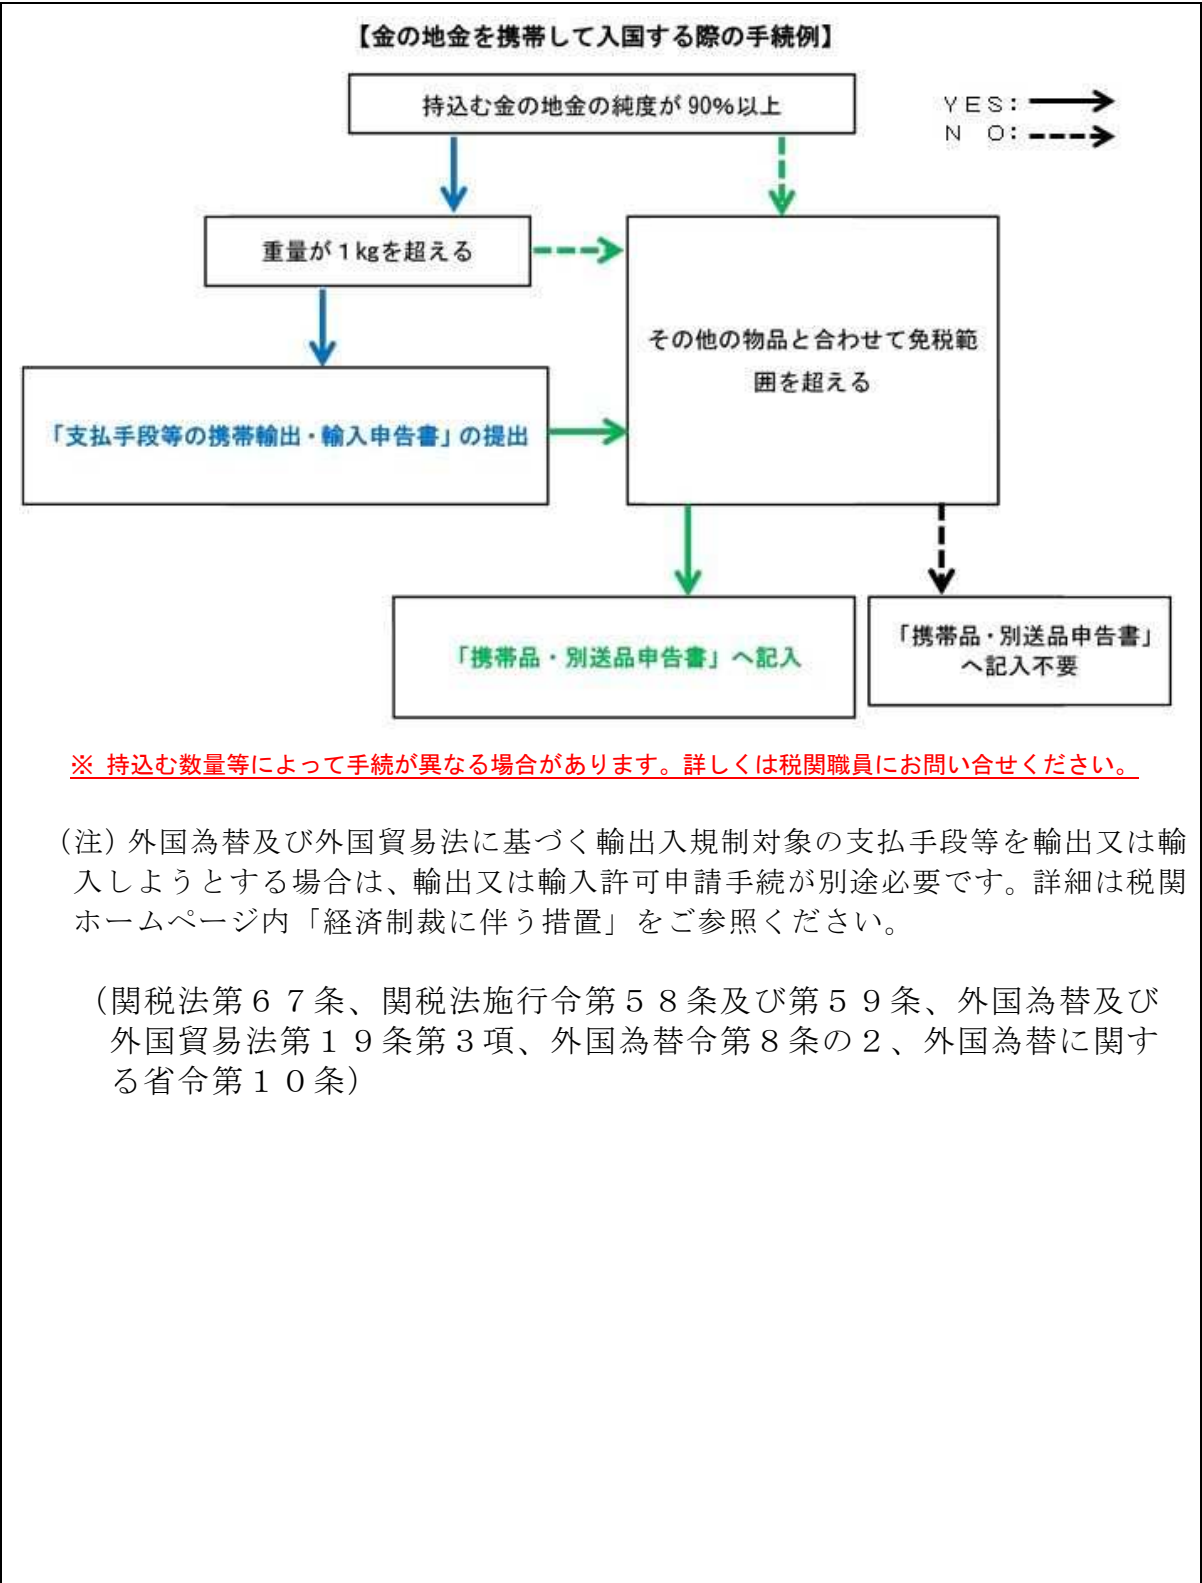 【金の地金を携帯して入国する際の手続例】
持込む金の地金の純度が 90%以上
YES:
NO:
重量が1kgを超える
その他の物品と合わせて免税範
囲を超える
「支払手段等の携帯輸出・輸入申告書」の提出
「携帯品・別送品申告書」へ記入
「携帯品・別送品申告書」
へ記入不要
※ 持込む数量等によって手続が異なる場合があります。詳しくは税関職員にお問い合せください。
(注)外国為替及び外国貿易法に基づく輸出入規制対象の支払手段等を輸出又は輸
入しようとする場合は、輸出又は輸入許可申請手続が別途必要です。詳細は税関
ホームページ内「経済制裁に伴う措置」をご参照ください。
(関税法第67条、関税法施行令第58条及び第59条、外国為替及び
外国貿易法第19条第3項、外国為替令第8条の2、外国為替に関す
る省令第10条)